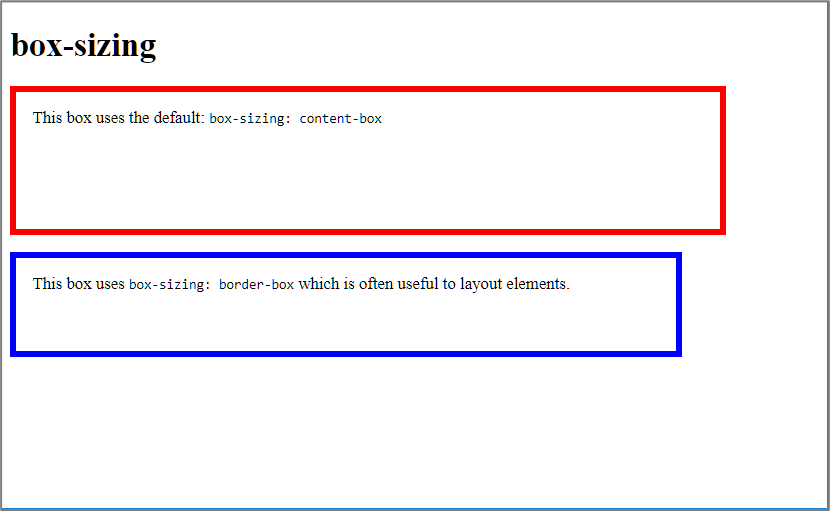 box-sizing
This box uses the default: box-sizing: content-box
This box uses box-sizing: border-box which is often useful to layout elements.